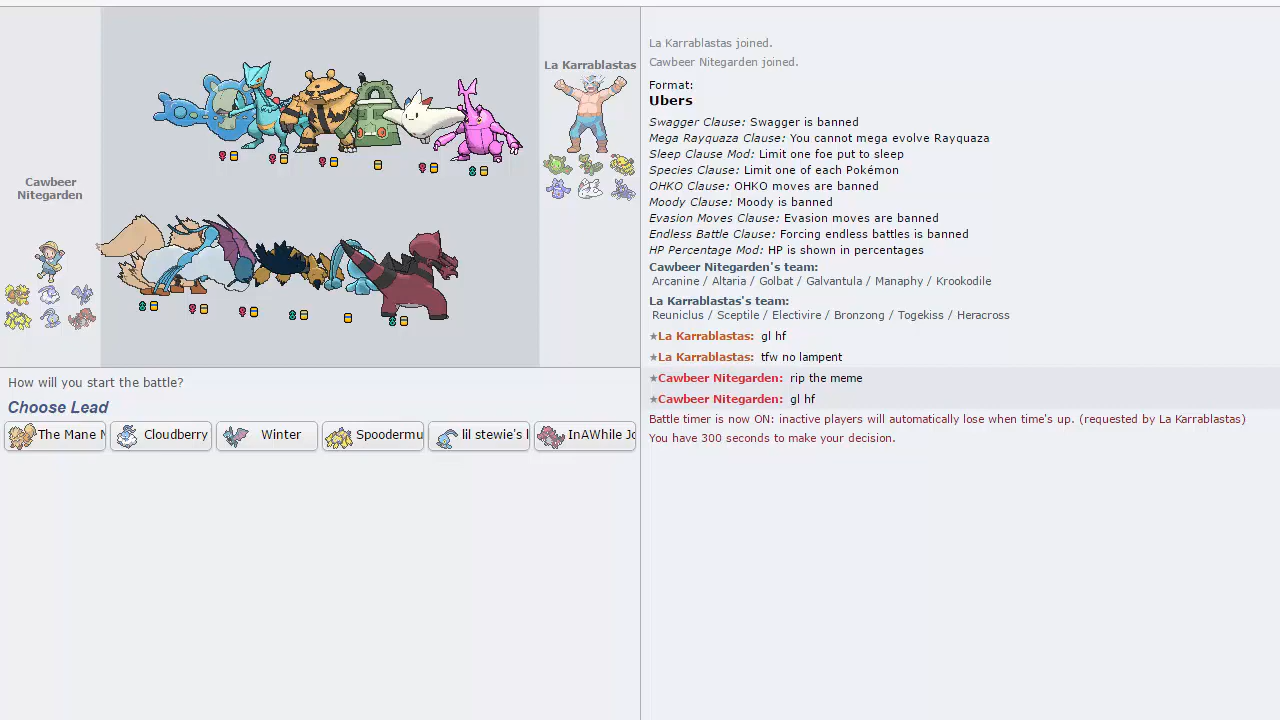 La Karrablastas
Cawbeer
Nitegarden
How will you start the battle?
Choose Lead
The Mane
Cloudberry
Winter
Spoodermu
lil stewie's
InAWhile
La Karrablastas joined.
Cawbeer Nitegarden joined.
Format:
Ubers
Swagger Clause: Swagger is banned
Mega Rayquaza Clause: You cannot mega evolve Rayquaza
Sleep Clause Mod: Limit one foe put to sleep
Species Clause: Limit one of each Pokémon
OHKO Clause: OHKO moves are banned
Moody Clause: Moody is banned
Evasion Moves Clause: Evasion moves are banned
Endless Battle Clause: Forcing endless battles is banned
HP Percentage Mod: HP is shown in percentages
Cawbeer Nitegarden's team:
Arcanine / Altaria / Golbat / Galvantula / Manaphy / Krookodile
La Karrablastas's team:
Reuniclus / Sceptile / Electivire / Bronzong / Togekiss / Heracross
★La Karrablastas: gl hf
★La Karrablastas: tfw no lampent
★Cawbeer Nitegarden: rip the meme
★Cawbeer Nitegarden: gl hf
Battle timer is now ON: inactive players will automatically lose when time's up. (requested by La Karrablastas)
You have 300 seconds to make your decision.